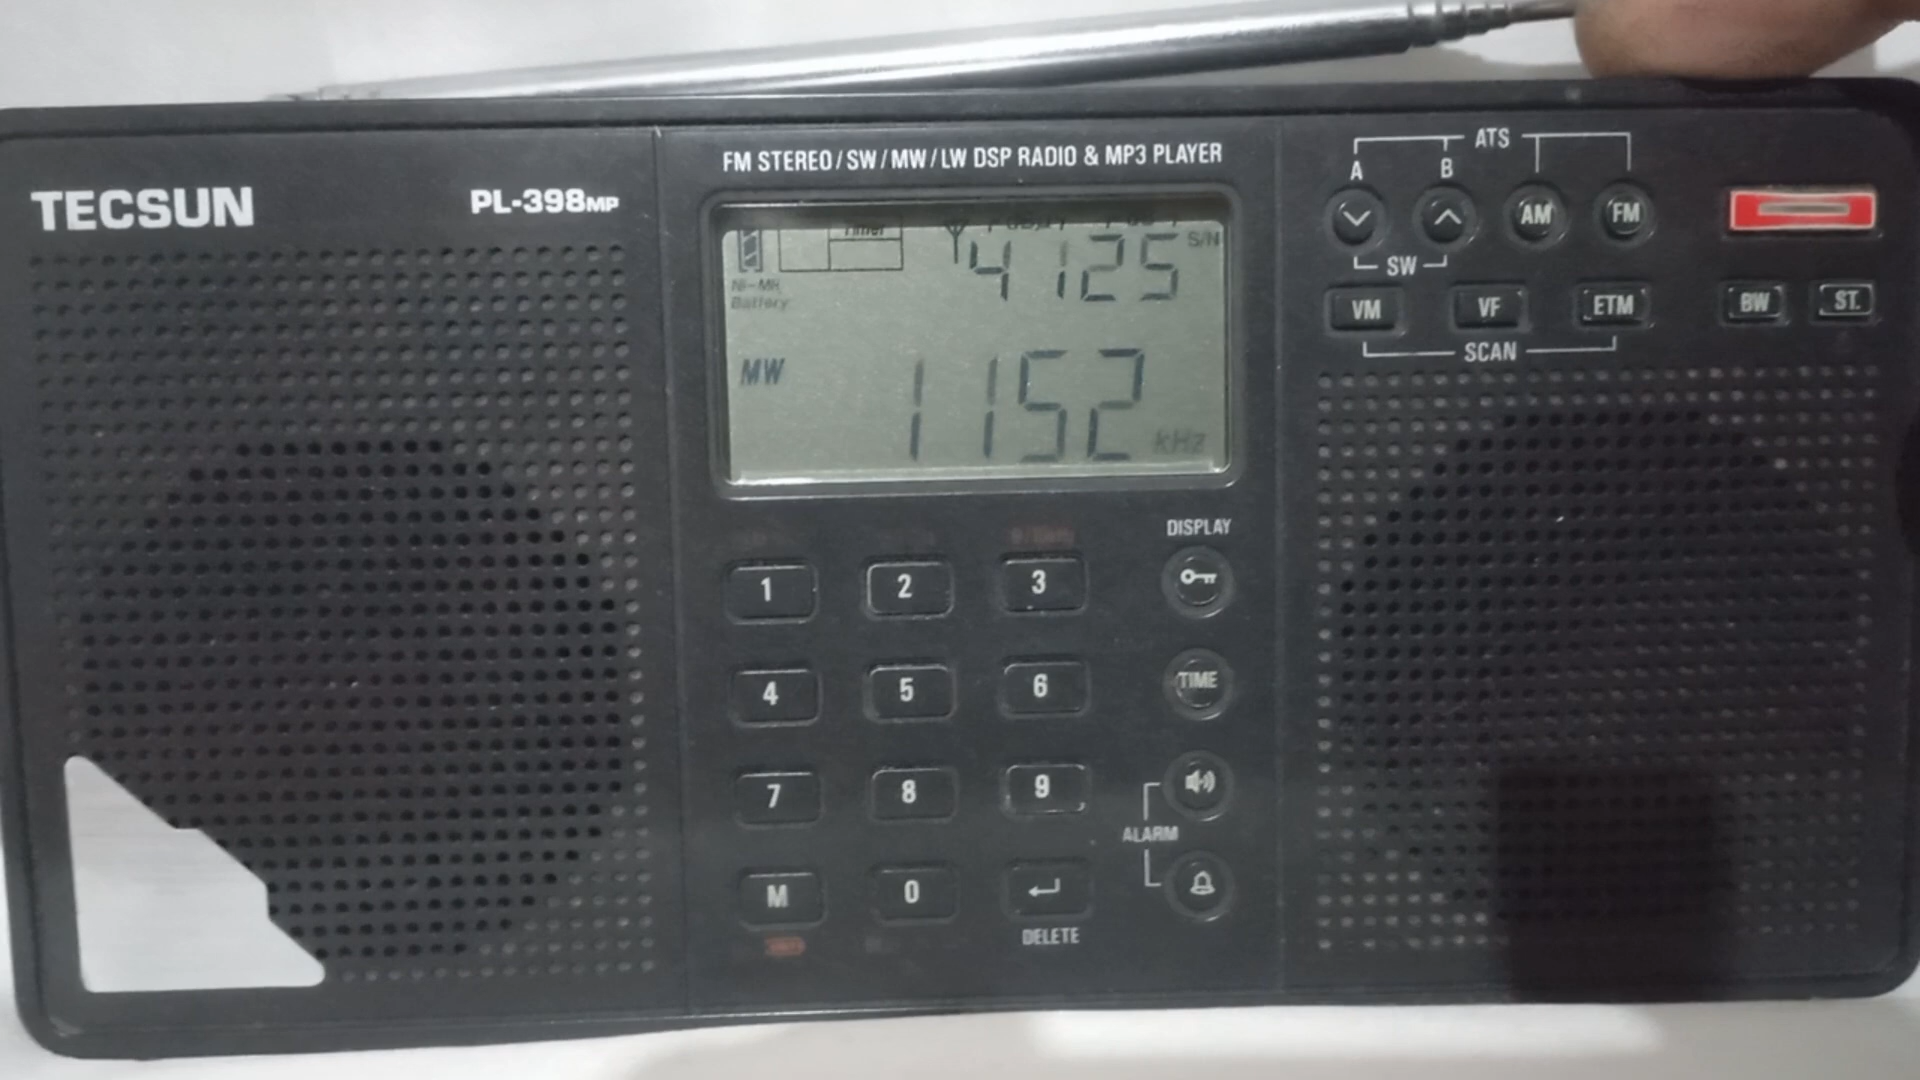 FM STEREO / SW / MW / LW DSP RADIO & MP3 PLAYER
TECSUN
PL-398MP
Timer
4125 S/N
Ni-MH
Battery
MW
1152 kHz
ATS
A B
AM FM
SW
VM VF ETM BW ST.
SCAN
DISPLAY
1 2 3
4 5 6 TIME
7 8 9
ALARM
M 0
DELETE